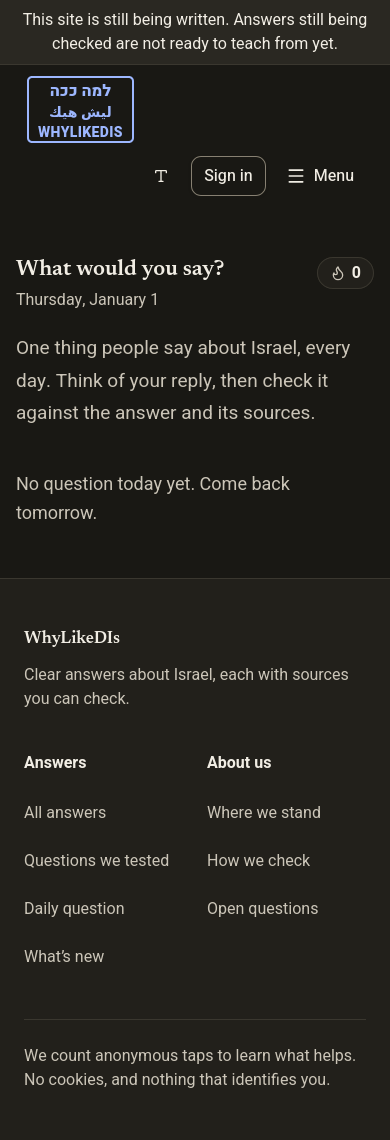 This site is still being written. Answers still being
checked are not ready to teach from yet.
למה ככה
ليش هيك
WHYLIKEDIS
T
Sign in
Menu
What would you say?
0
Thursday, January 1
One thing people say about Israel, every
day. Think of your reply, then check it
against the answer and its sources.
No question today yet. Come back
tomorrow.
WhyLikeDIs
Clear answers about Israel, each with sources
you can check.
Answers
About us
All answers
Where we stand
Questions we tested
How we check
Daily question
Open questions
What's new
We count anonymous taps to learn what helps.
No cookies, and nothing that identifies you.